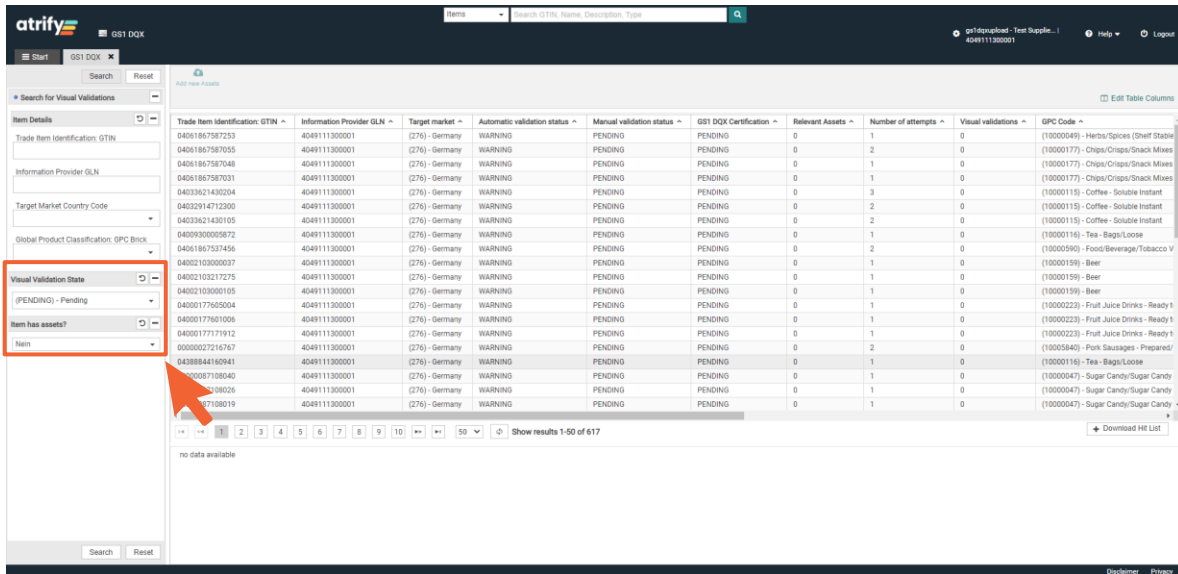 atrify
GS1 DQX
Items
Search GTIN, Name, Description, Type
gs1dqxupload - Test Supplie... |
4049111300001
Help
Logout
Start
GS1 DQX
Search Reset
Add new Assets
Search for Visual Validations
Edit Table Columns
Item Details
Trade Item Identification: GTIN
Information Provider GLN
Target Market Country Code
Global Product Classification: GPC Brick
Visual Validation State
(PENDING) - Pending
Item has assets?
Nein
Search Reset
Trade Item Identification: GTIN Information Provider GLN Target market Automatic validation status Manual validation status GS1 DQX Certification Relevant Assets Number of attempts Visual validations GPC Code
04061867587253 4049111300001 (276) - Germany WARNING PENDING PENDING 0 1 0 (10000049) - Herbs/Spices (Shelf Stable
04061867587055 4049111300001 (276) - Germany WARNING PENDING PENDING 0 2 0 (10000177) - Chips/Crisps/Snack Mixes
04061867587048 4049111300001 (276) - Germany WARNING PENDING PENDING 0 1 0 (10000177) - Chips/Crisps/Snack Mixes
04061867587031 4049111300001 (276) - Germany WARNING PENDING PENDING 0 1 0 (10000177) - Chips/Crisps/Snack Mixes
04033621430204 4049111300001 (276) - Germany WARNING PENDING PENDING 0 3 0 (10000115) - Coffee - Soluble Instant
04032914712300 4049111300001 (276) - Germany WARNING PENDING PENDING 0 2 0 (10000115) - Coffee - Soluble Instant
04033621430105 4049111300001 (276) - Germany WARNING PENDING PENDING 0 2 0 (10000115) - Coffee - Soluble Instant
04009300005872 4049111300001 (276) - Germany WARNING PENDING PENDING 0 1 0 (10000116) - Tea - Bags/Loose
04061867537456 4049111300001 (276) - Germany WARNING PENDING PENDING 0 2 0 (10000590) - Food/Beverage/Tobacco V
04002103000037 4049111300001 (276) - Germany WARNING PENDING PENDING 0 1 0 (10000159) - Beer
04002103217275 4049111300001 (276) - Germany WARNING PENDING PENDING 0 1 0 (10000159) - Beer
04002103000105 4049111300001 (276) - Germany WARNING PENDING PENDING 0 1 0 (10000159) - Beer
04000177605004 4049111300001 (276) - Germany WARNING PENDING PENDING 0 1 0 (10000223) - Fruit Juice Drinks - Ready t
04000177601006 4049111300001 (276) - Germany WARNING PENDING PENDING 0 1 0 (10000223) - Fruit Juice Drinks - Ready t
04000177171912 4049111300001 (276) - Germany WARNING PENDING PENDING 0 1 0 (10000223) - Fruit Juice Drinks - Ready t
00000027216767 4049111300001 (276) - Germany WARNING PENDING PENDING 0 2 0 (10005840) - Pork Sausages - Prepared/
04388844160941 4049111300001 (276) - Germany WARNING PENDING PENDING 0 1 0 (10000116) - Tea - Bags/Loose
0000087108040 4049111300001 (276) - Germany WARNING PENDING PENDING 0 1 0 (10000047) - Sugar Candy/Sugar Candy
108026 4049111300001 (276) - Germany WARNING PENDING PENDING 0 1 0 (10000047) - Sugar Candy/Sugar Candy
87108019 4049111300001 (276) - Germany WARNING PENDING PENDING 0 1 0 (10000047) - Sugar Candy/Sugar Candy
1 2 3 4 5 6 7 8 9 10 50 Show results 1-50 of 617
+ Download Hit List
no data available
Disclaimer Privacy